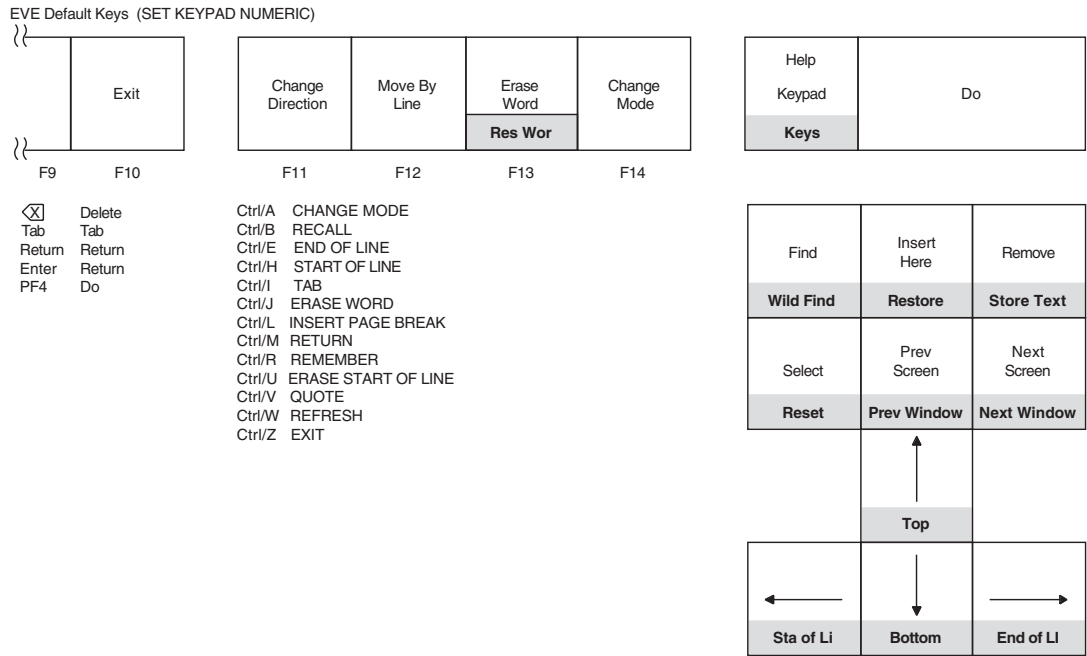 EVE Default Keys (SET KEYPAD NUMERIC)
Exit
F9 F10
Change
Direction
Move By
Line
Erase
Word
Res Wor
Change
Mode
F11 F12 F13 F14
Help
Keypad
Keys
Do
X Delete
Tab Tab
Return Return
Enter Return
PF4 Do
Ctrl/A CHANGE MODE
Ctrl/B RECALL
Ctrl/E END OF LINE
Ctrl/H START OF LINE
Ctrl/I TAB
Ctrl/J ERASE WORD
Ctrl/L INSERT PAGE BREAK
Ctrl/M RETURN
Ctrl/R REMEMBER
Ctrl/U ERASE START OF LINE
Ctrl/V QUOTE
Ctrl/W REFRESH
Ctrl/Z EXIT
Find
Wild Find
Insert
Here
Restore
Remove
Store Text
Select
Reset
Prev
Screen
Prev Window
Next
Screen
Next Window
Top
Sta of Li
Bottom
End of LI